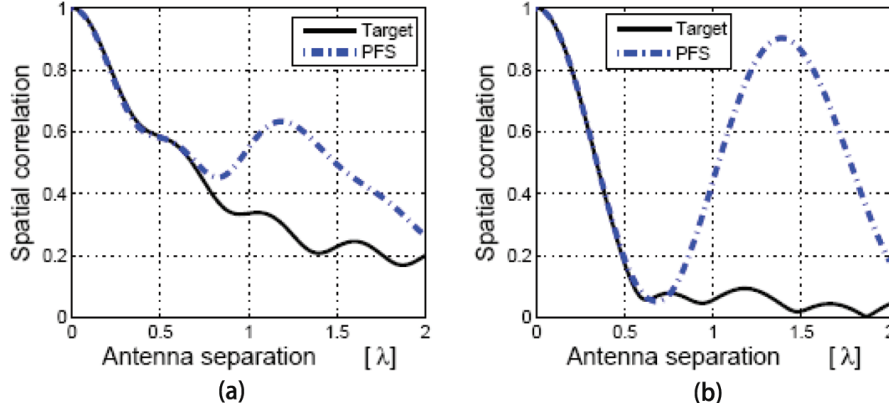 1
0.8
0.6
0.4
0.2
0
Spatial correlation
Target
PFS
0 0.5 1 1.5 2
Antenna separation [ λ]
(a)
1
0.8
0.6
0.4
0.2
0
Spatial correlation
Target
PFS
0 0.5 1 1.5 2
Antenna separation [ λ]
(b)